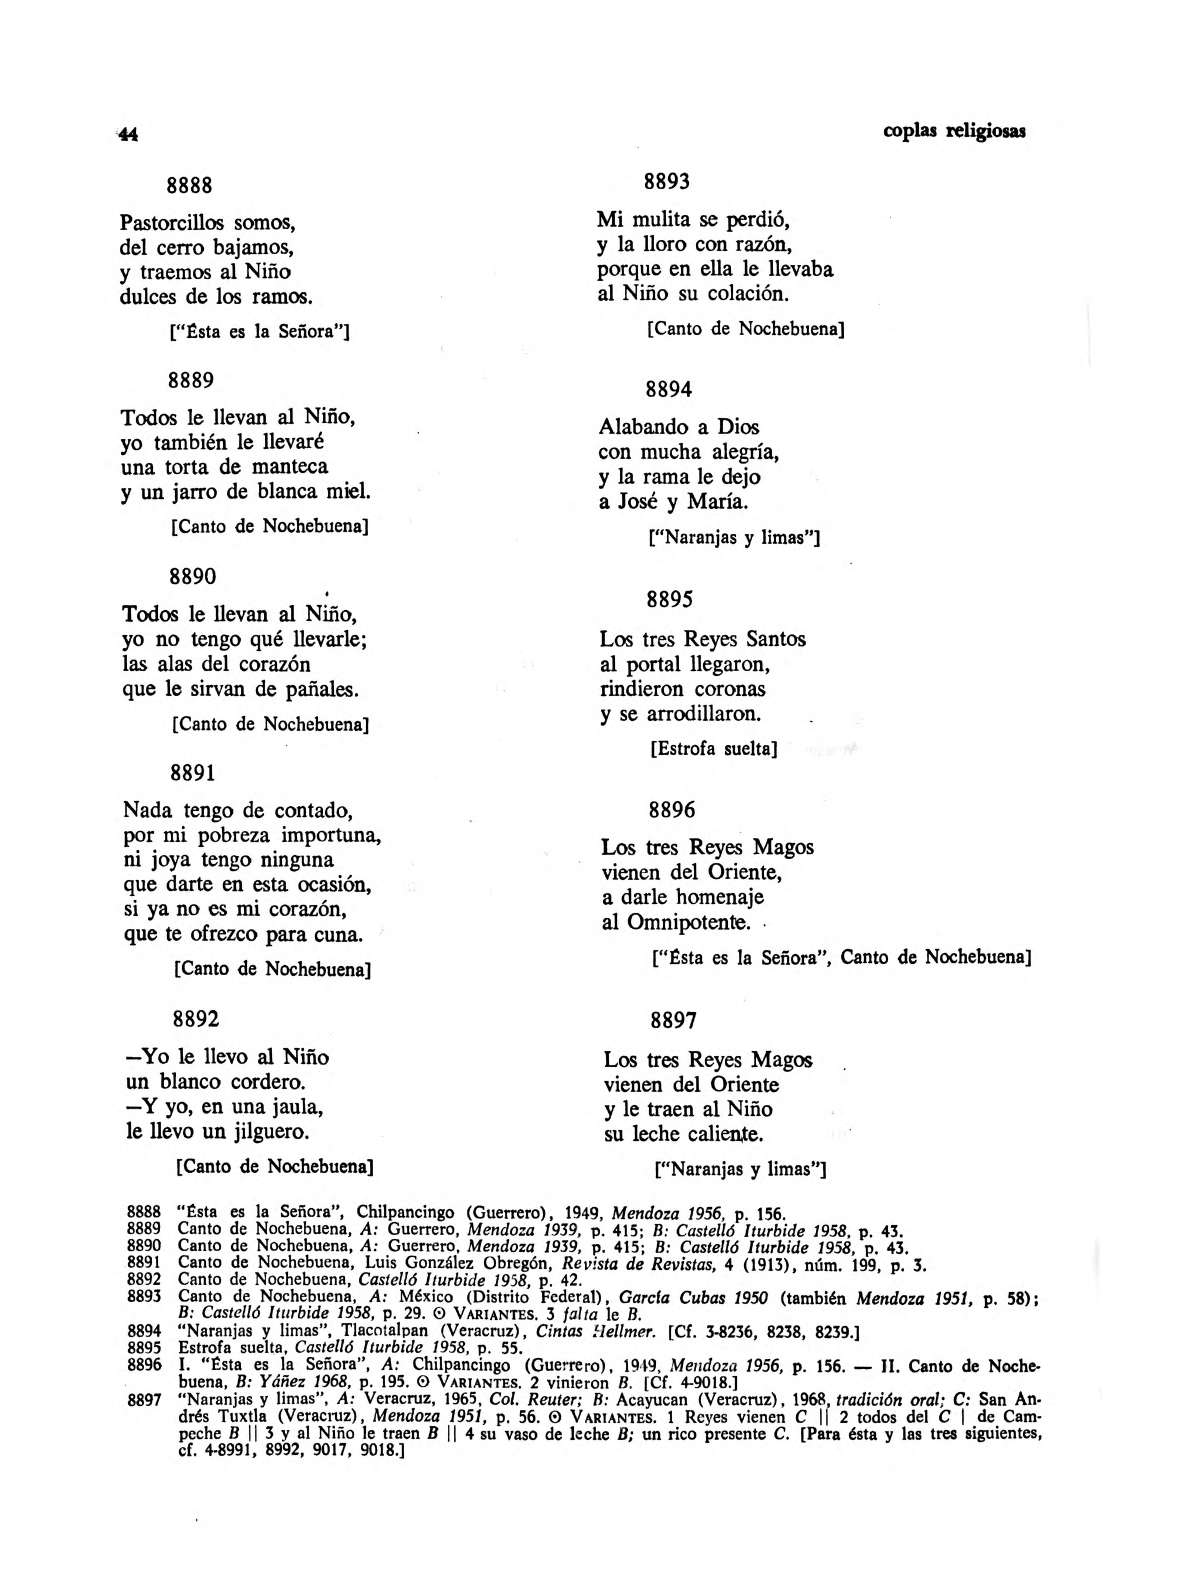 44
coplas religiosas
8888
Pastorcillos somos,
del cerro bajamos,
y traemos al Niño
dulces de los ramos.
[“Ésta es la Señora”]
8889
Todos le llevan al Niño,
yo también le llevaré
una torta de manteca
y un jarro de blanca miel.
[Canto de Nochebuena]
8890
Todos le llevan al Niño,
yo no tengo qué llevarle;
las alas del corazón
que le sirvan de pañales.
[Canto de Nochebuena]
8891
Nada tengo de contado,
por mi pobreza importuna,
ni joya tengo ninguna
que darte en esta ocasión,
si ya no es mi corazón,
que te ofrezco para cuna.
[Canto de Nochebuena]
8892
—Yo le llevo al Niño
un blanco cordero.
—Y yo, en una jaula,
le llevo un jilguero.
[Canto de Nochebuena]
8893
Mi mulita se perdió,
y la lloro con razón,
porque en ella le llevaba
al Niño su colación.
[Canto de Nochebuena]
8894
Alabando a Dios
con mucha alegría,
y la rama le dejo
a José y María.
[“Naranjas y limas”]
8895
Los tres Reyes Santos
al portal llegaron,
rindieron coronas
y se arrodillaron.
[Estrofa suelta]
8896
Los tres Reyes Magos
vienen del Oriente,
a darle homenaje
al Omnipotente.
[“Ésta es la Señora”, Canto de Nochebuena]
8897
Los tres Reyes Magos
vienen del Oriente
y le traen al Niño
su leche caliente.
[“Naranjas y limas”]
8888 “Ésta es la Señora”, Chilpancingo (Guerrero), 1949, Mendoza 1956, p. 156.
8889 Canto de Nochebuena, A: Guerrero, Mendoza 1939, p. 415; B: Castelló Iturbide 1958, p. 43.
8890 Canto de Nochebuena, A: Guerrero, Mendoza 1939, p. 415; B: Castelló Iturbide 1958, p. 43.
8891 Canto de Nochebuena, Luis González Obregón, Revista de Revistas, 4 (1913), núm. 199, p. 3.
8892 Canto de Nochebuena, Castelló Iturbide 1958, p. 42.
8893 Canto de Nochebuena, A: México (Distrito Federal), García Cubas 1950 (también Mendoza 1951, p. 58);
B: Castelló Iturbide 1958, p. 29. ⊙ VARIANTES. 3 falta le B.
8894 “Naranjas y limas”, Tlacotalpan (Veracruz), Cintas Hellmer. [Cf. 3-8236, 8238, 8239.]
8895 Estrofa suelta, Castelló Iturbide 1958, p. 55.
8896 I. “Ésta es la Señora”, A: Chilpancingo (Guerrero), 1949, Mendoza 1956, p. 156. — II. Canto de Noche-
buena, B: Yáñez 1968, p. 195. ⊙ VARIANTES. 2 vinieron B. [Cf. 4-9018.]
8897 “Naranjas y limas”, A: Veracruz, 1965, Col. Reuter; B: Acayucan (Veracruz), 1968, tradición oral; C: San An-
drés Tuxtla (Veracruz), Mendoza 1951, p. 56. ⊙ VARIANTES. 1 Reyes vienen C || 2 todos del C | de Cam-
peche B || 3 y al Niño le traen B || 4 su vaso de leche B; un rico presente C. [Para ésta y las tres siguientes,
cf. 4-8991, 8992, 9017, 9018.]